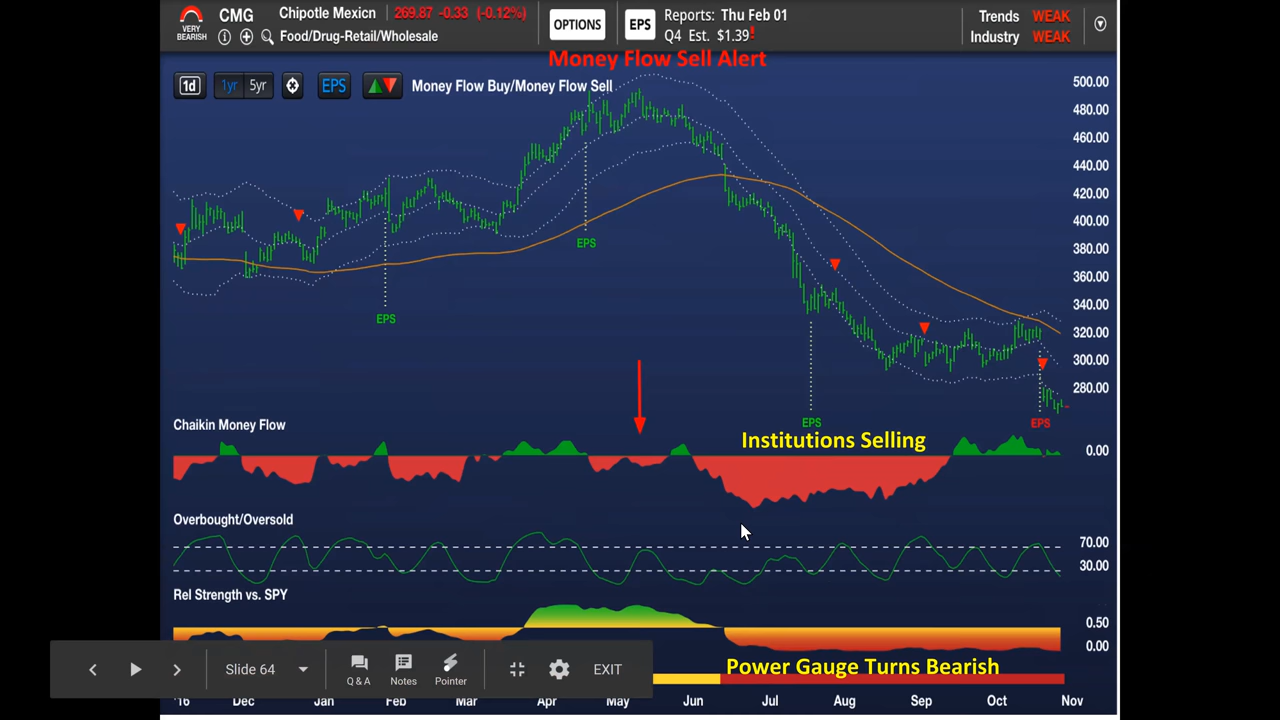 VERY BEARISH
CMG Chipotle Mexicn 269.87 -0.33 (-0.12%)
Food/Drug-Retail/Wholesale
OPTIONS
EPS
Reports: Thu Feb 01
Q4 Est. $1.39!
Trends WEAK
Industry WEAK
Money Flow Sell Alert
1d 1yr 5yr EPS Money Flow Buy/Money Flow Sell
500.00
480.00
460.00
440.00
420.00
400.00
380.00
360.00
340.00
320.00
300.00
280.00
EPS
EPS
EPS
EPS
Chaikin Money Flow
Institutions Selling
0.00
Overbought/Oversold
70.00
30.00
Rel Strength vs. SPY
0.50
0.00
Power Gauge Turns Bearish
Slide 64
Q & A
Notes
Pointer
EXIT
'16 Dec Jan Feb Mar Apr May Jun Jul Aug Sep Oct Nov